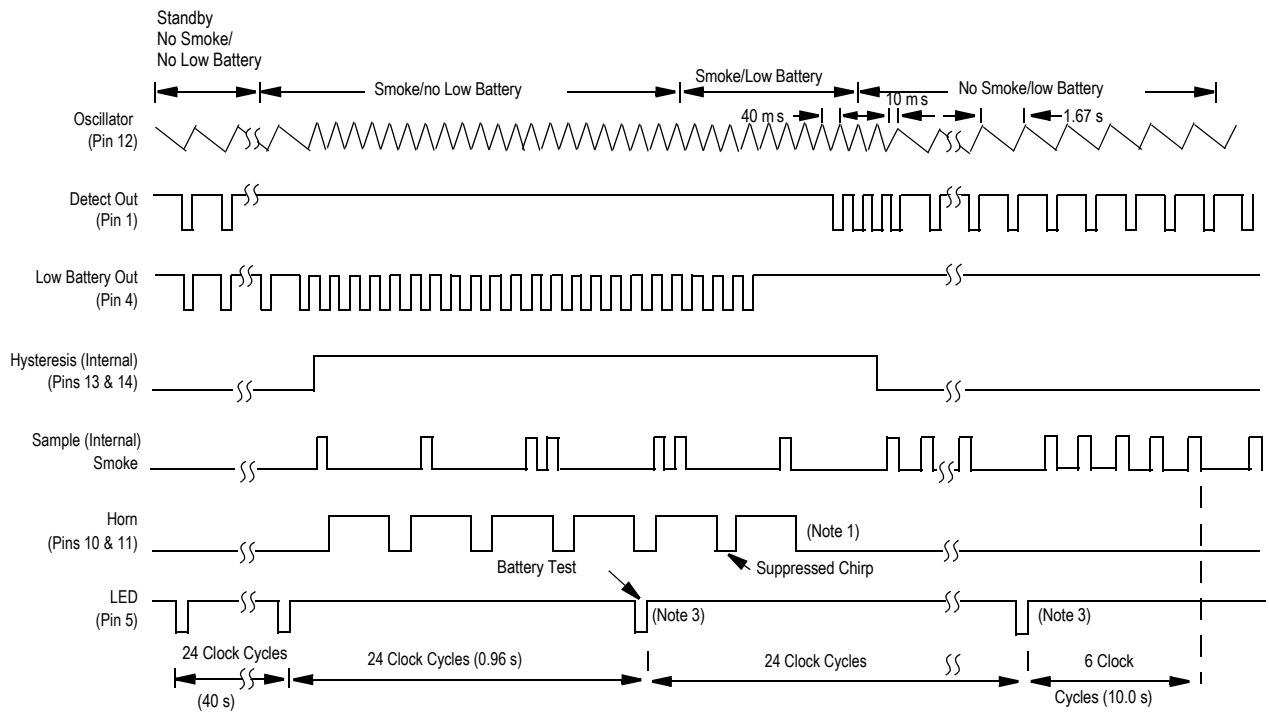 Standby
No Smoke/
No Low Battery
Smoke/no Low Battery
Smoke/Low Battery
No Smoke/low Battery
40 ms
10 ms
1.67 s
Oscillator
(Pin 12)
Detect Out
(Pin 1)
Low Battery Out
(Pin 4)
Hysteresis (Internal)
(Pins 13 & 14)
Sample (Internal)
Smoke
Horn
(Pins 10 & 11)
(Note 1)
Battery Test
Suppressed Chirp
LED
(Pin 5)
(Note 3)
(Note 3)
24 Clock Cycles
(40 s)
24 Clock Cycles (0.96 s)
24 Clock Cycles
6 Clock
Cycles (10.0 s)